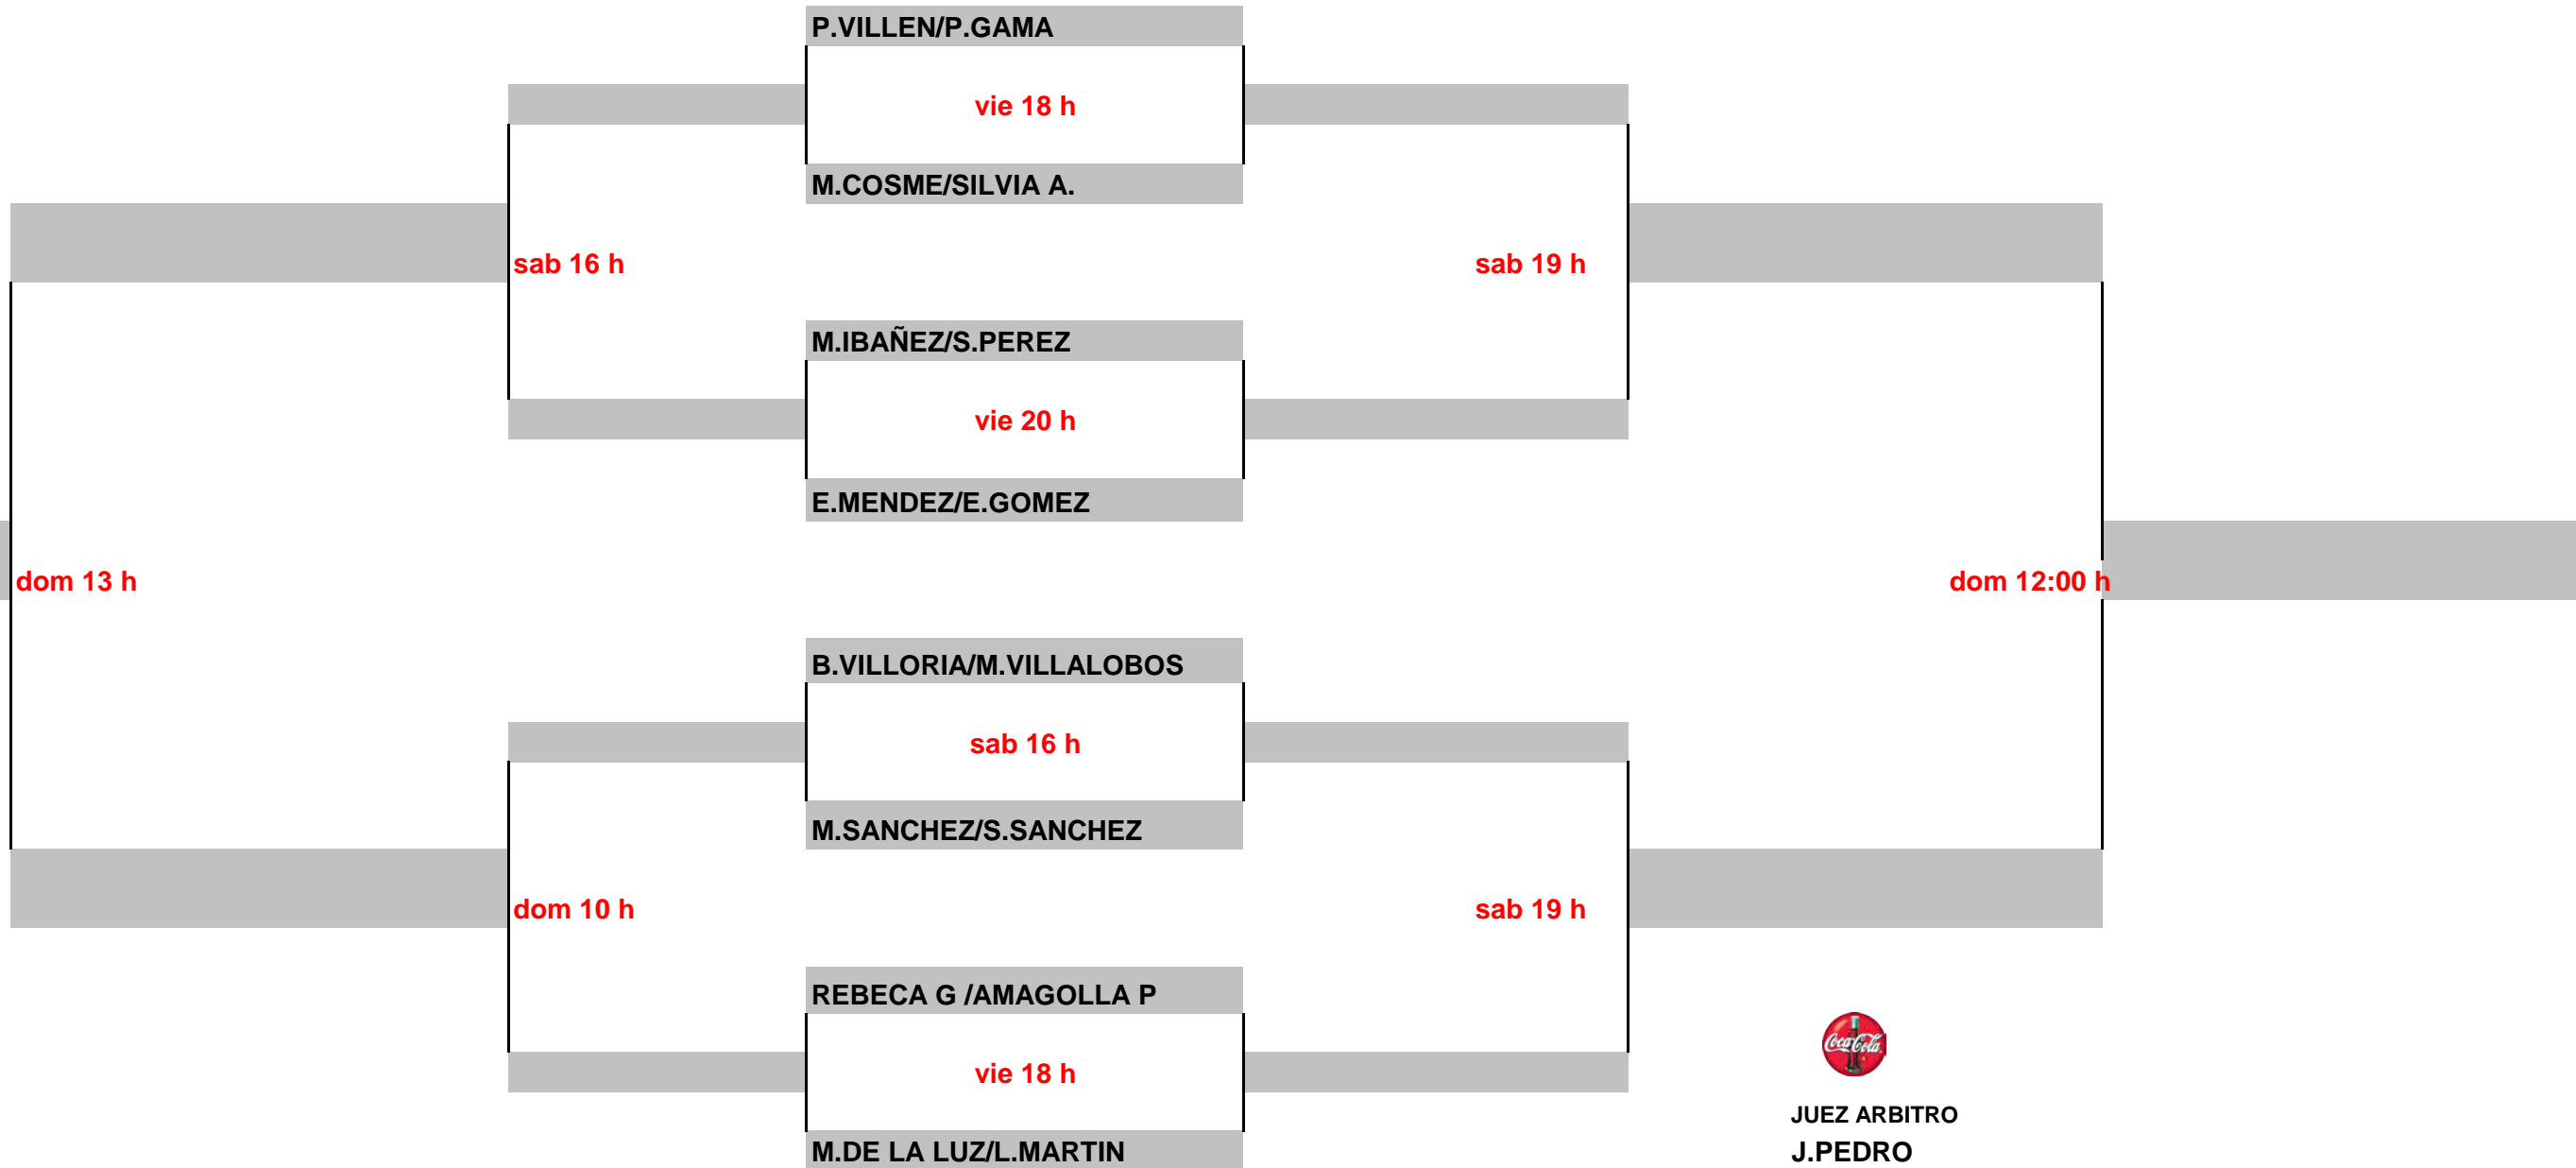 P.VILLEN/P.GAMA
vie 18 h
M.COSME/SILVIA A.
sab 16 h
sab 19 h
M.IBAÑEZ/S.PEREZ
vie 20 h
E.MENDEZ/E.GOMEZ
dom 13 h
dom 12:00 h
B.VILLORIA/M.VILLALOBOS
sab 16 h
M.SANCHEZ/S.SANCHEZ
dom 10 h
sab 19 h
REBECA G /AMAGOLLA P
Coca-Cola
vie 18 h
JUEZ ARBITRO
M.DE LA LUZ/L.MARTIN
J.PEDRO